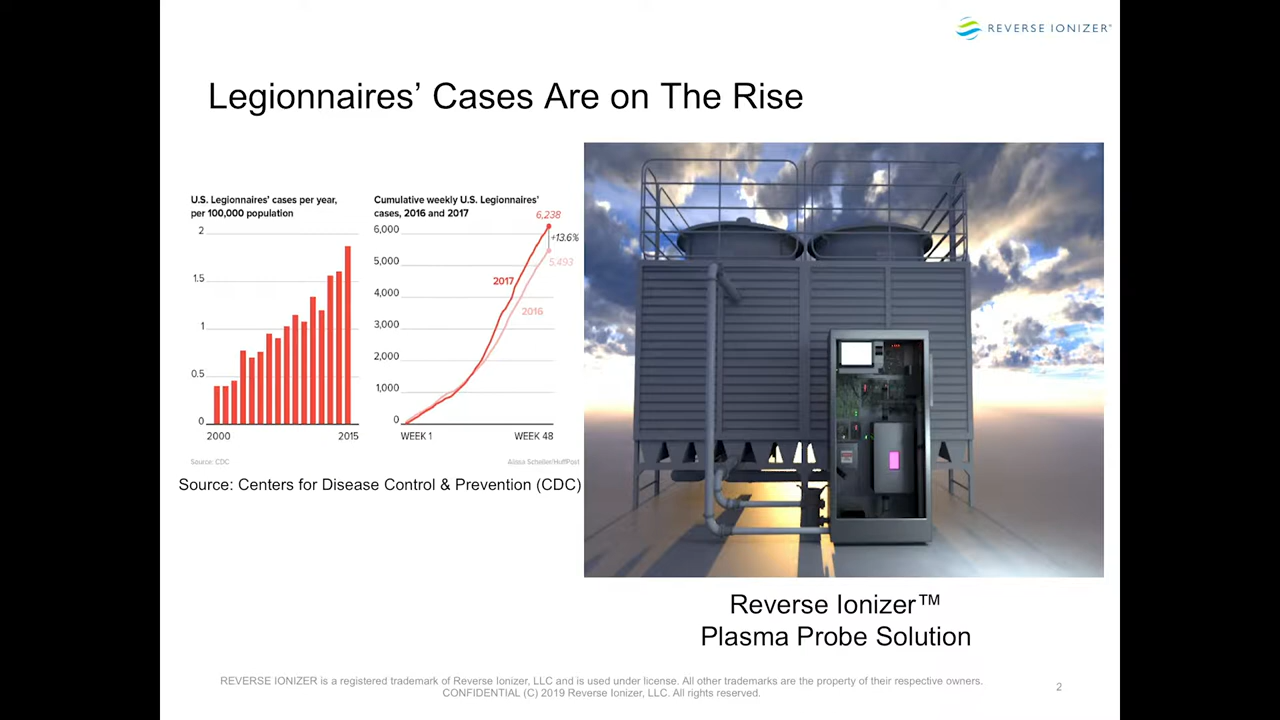 REVERSE IONIZER™
Legionnaires’ Cases Are on The Rise
U.S. Legionnaires' cases per year,
per 100,000 population
2
1.5
1
0.5
0
2000
2015
Source: CDC
Cumulative weekly U.S. Legionnaires'
cases, 2016 and 2017
6,238
6,000
+13.6%
5,000
5,493
2017
4,000
2016
3,000
2,000
1,000
0
WEEK 1
WEEK 48
Alissa Scheller/HuffPost
Source: Centers for Disease Control & Prevention (CDC)
Reverse Ionizer™
Plasma Probe Solution
REVERSE IONIZER is a registered trademark of Reverse Ionizer, LLC and is used under license. All other trademarks are the property of their respective owners.
CONFIDENTIAL (C) 2019 Reverse Ionizer, LLC. All rights reserved.
2